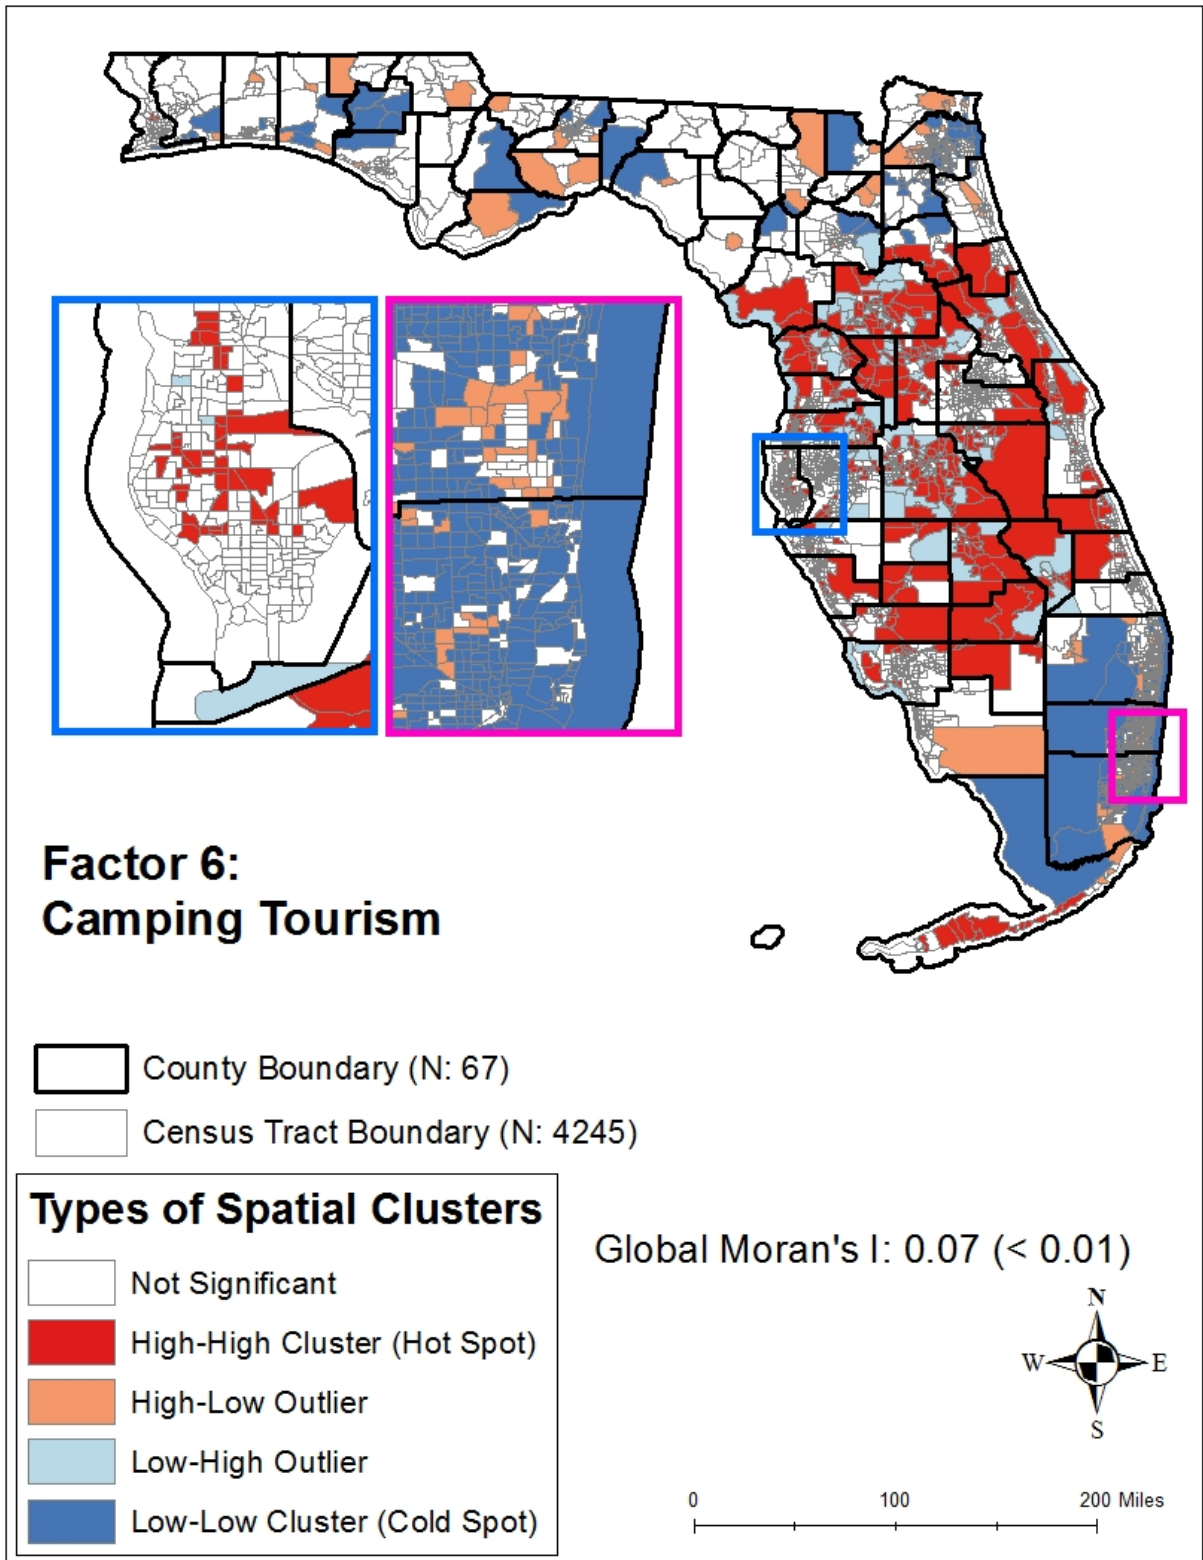 Factor 6:
Camping Tourism
County Boundary (N: 67)
Census Tract Boundary (N: 4245)
Types of Spatial Clusters
Not Significant
High-High Cluster (Hot Spot)
High-Low Outlier
Low-High Outlier
Low-Low Cluster (Cold Spot)
Global Moran's I: 0.07 (< 0.01)
N
W E
S
0 100 200 Miles